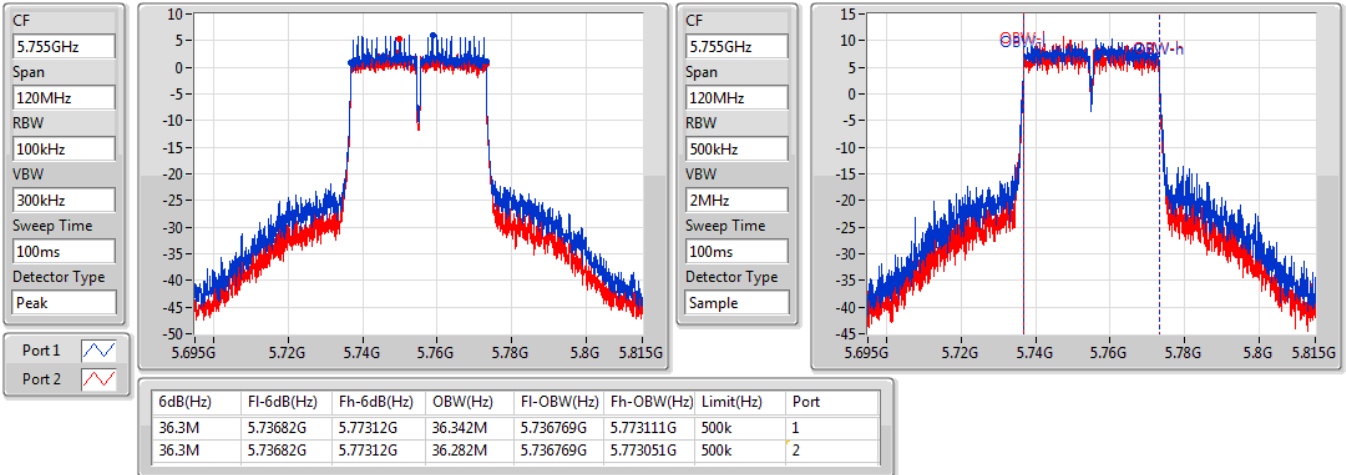 CF
5.755GHz
Span
120MHz
RBW
100kHz
VBW
300kHz
Sweep Time
100ms
Detector Type
Peak
10
5
0
-5
-10
-15
-20
-25
-30
-35
-40
-45
-50
5.695G 5.72G 5.74G 5.76G 5.78G 5.8G 5.815G
CF
5.755GHz
Span
120MHz
RBW
500kHz
VBW
2MHz
Sweep Time
100ms
Detector Type
Sample
15
10
5
0
-5
-10
-15
-20
-25
-30
-35
-40
-45
OBW-l
OBW-h
5.695G 5.72G 5.74G 5.76G 5.78G 5.8G 5.815G
Port 1
Port 2
6dB(Hz) Fl-6dB(Hz) Fh-6dB(Hz) OBW(Hz) Fl-OBW(Hz) Fh-OBW(Hz) Limit(Hz) Port
36.3M 5.73682G 5.77312G 36.342M 5.736769G 5.773111G 500k 1
36.3M 5.73682G 5.77312G 36.282M 5.736769G 5.773051G 500k 2